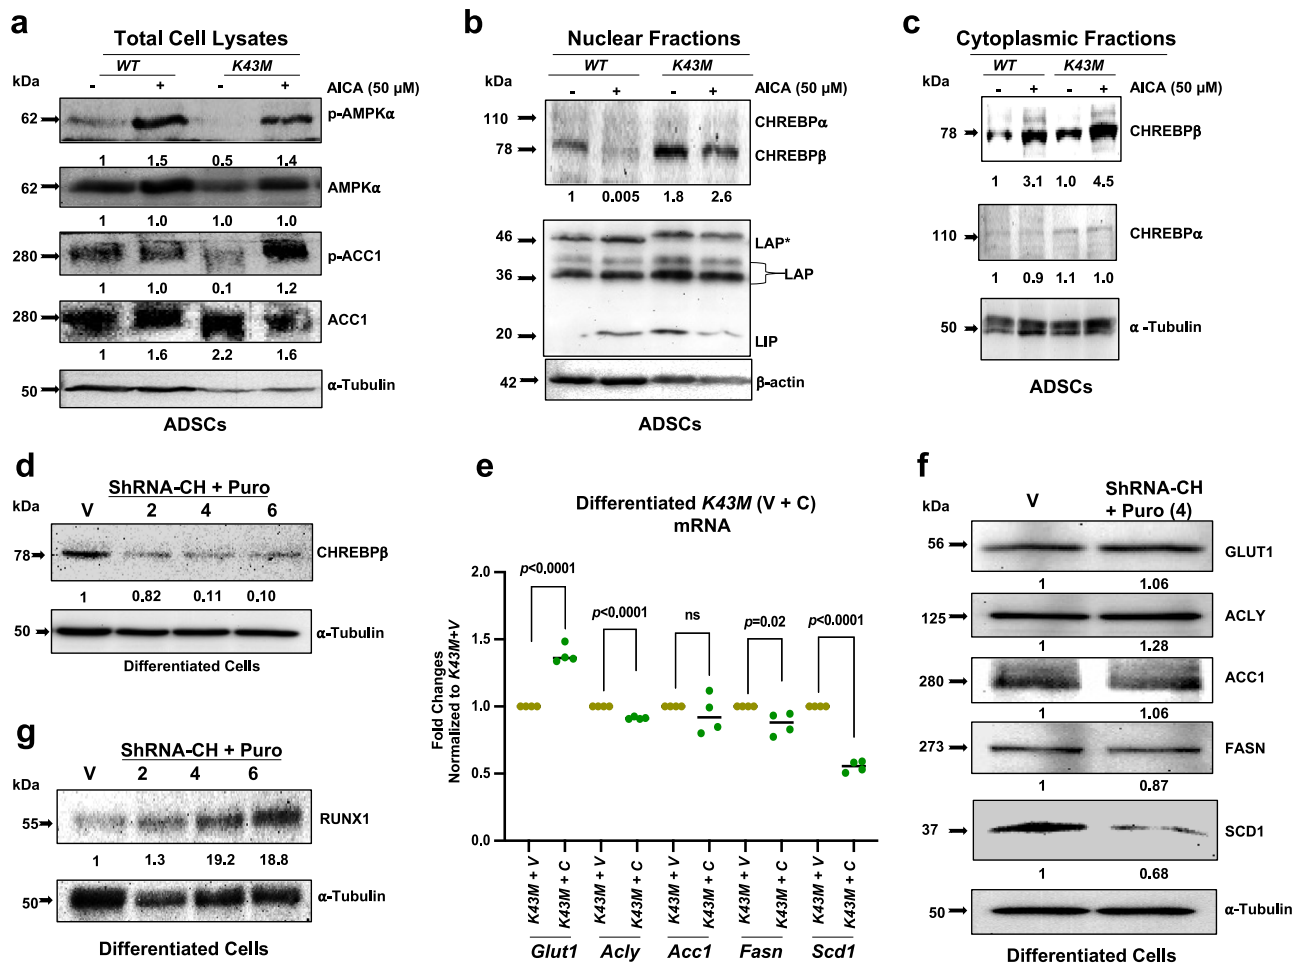 a
Total Cell Lysates
WT K43M
kDa - + - + AICA (50 µM)
62 p-AMPKα
1 1.5 0.5 1.4
62 AMPKα
1 1.0 1.0 1.0
280 p-ACC1
1 1.0 0.1 1.2
280 ACC1
1 1.6 2.2 1.6
50 α-Tubulin
ADSCs
b
Nuclear Fractions
WT K43M
kDa - + - + AICA (50 µM)
110 CHREBPα
78 CHREBPβ
1 0.005 1.8 2.6
46 LAP*
36 LAP
20 LIP
42 β-actin
ADSCs
c
Cytoplasmic Fractions
WT K43M
kDa - + - + AICA (50 µM)
78 CHREBPβ
1 3.1 1.0 4.5
110 CHREBPα
1 0.9 1.1 1.0
50 α -Tubulin
ADSCs
d
ShRNA-CH + Puro
kDa V 2 4 6
78 CHREBPβ
1 0.82 0.11 0.10
50 α-Tubulin
Differentiated Cells
e
Differentiated K43M (V + C)
mRNA
Fold Changes
Normalized to K43M+V
2.0
1.5
1.0
0.5
0.0
p<0.0001
p<0.0001
ns
p=0.02
p<0.0001
K43M + V
K43M + C
K43M + V
K43M + C
K43M + V
K43M + C
K43M + V
K43M + C
K43M + V
K43M + C
Glut1 Acly Acc1 Fasn Scd1
f
ShRNA-CH
V + Puro (4)
kDa
56 GLUT1
1 1.06
125 ACLY
1 1.28
280 ACC1
1 1.06
273 FASN
1 0.87
37 SCD1
1 0.68
50 α-Tubulin
Differentiated Cells
g
ShRNA-CH + Puro
kDa V 2 4 6
55 RUNX1
1 1.3 19.2 18.8
50 α-Tubulin
Differentiated Cells